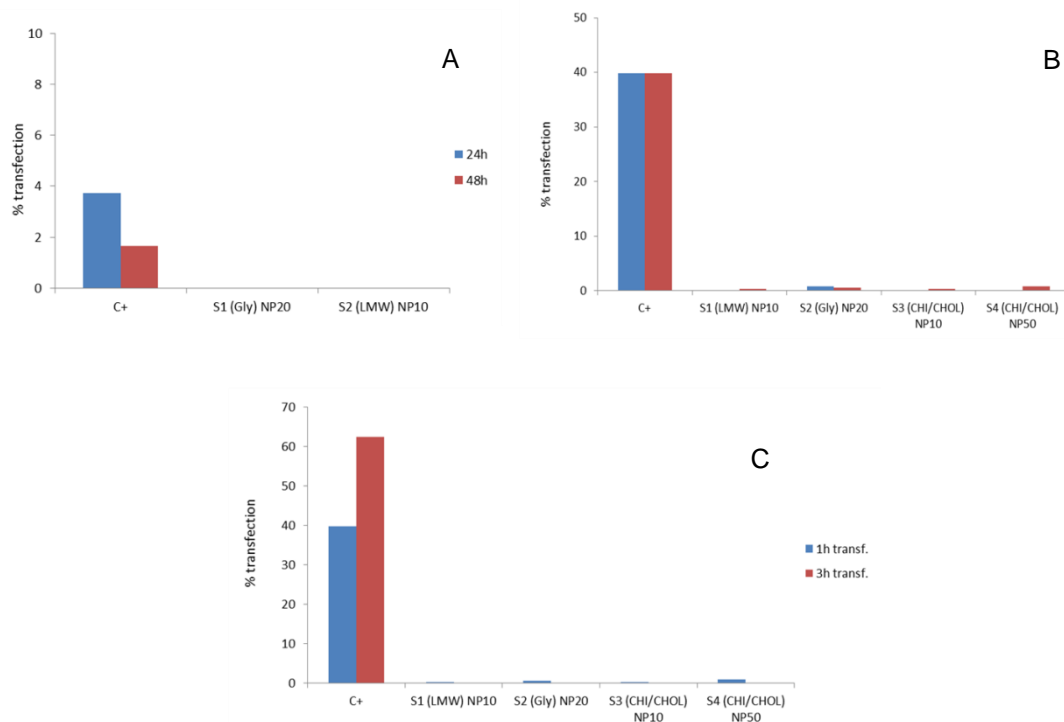 A
% transfection
10
8
6
4
2
0
C+ S1 (Gly) NP20 S2 (LMW) NP10
24h
48h
B
% transfection
50
40
30
20
10
0
C+ S1 (LMW) NP10 S2 (Gly) NP20 S3 (CHI/CHOL) S4 (CHI/CHOL)
NP10 NP50
C
% transfection
70
60
50
40
30
20
10
0
C+ S1 (LMW) NP10 S2 (Gly) NP20 S3 (CHI/CHOL) S4 (CHI/CHOL)
NP10 NP50
1h transf.
3h transf.